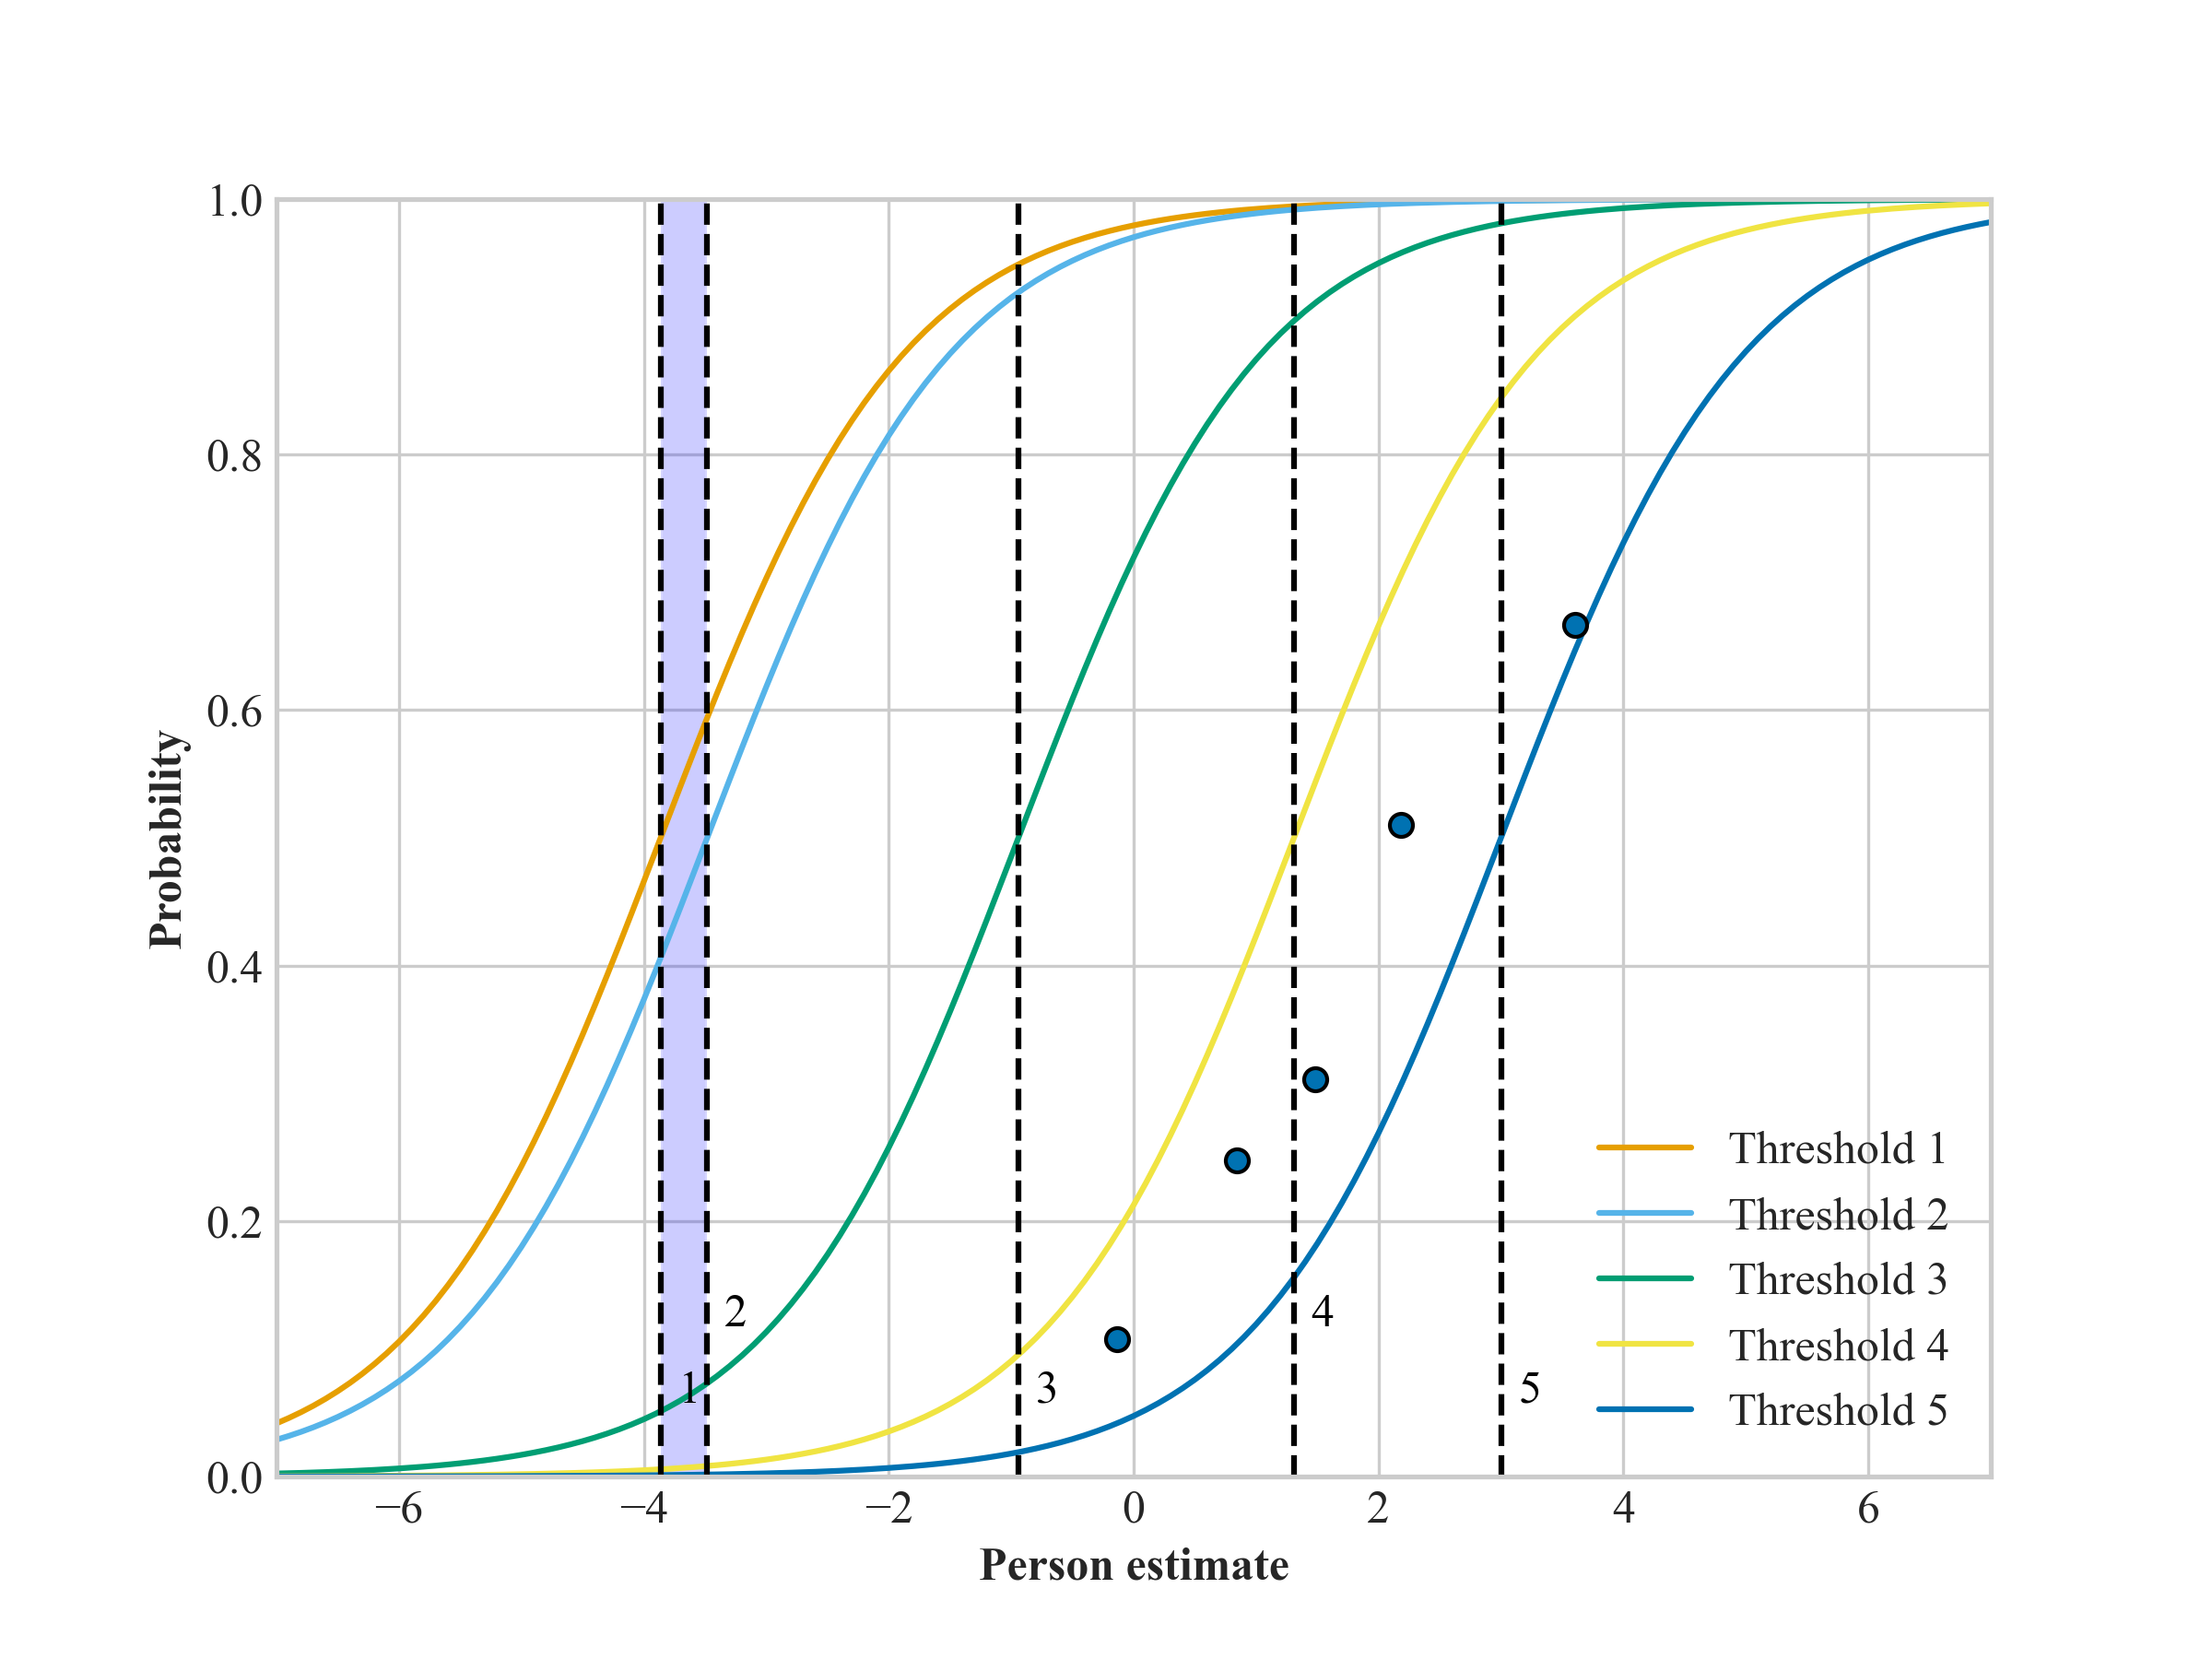 1.0
0.8
0.6
0.4
0.2
0.0
Probability
−6 −4 −2 0 2 4 6
Person estimate
1
2
3
4
5
Threshold 1
Threshold 2
Threshold 3
Threshold 4
Threshold 5